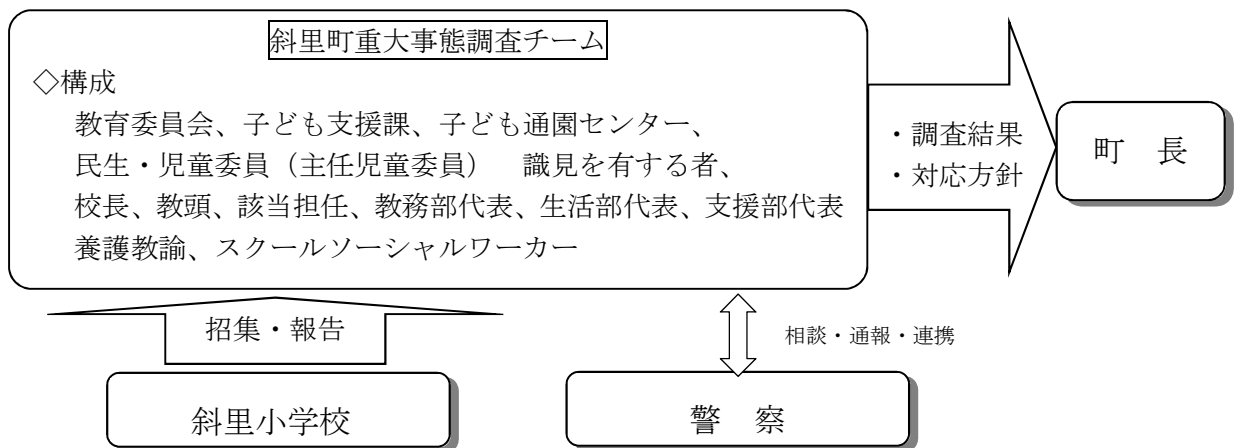 斜里町重大事態調査チーム
◇構成
教育委員会、子ども支援課、子ども通園センター、
民生・児童委員（主任児童委員）　識見を有する者、
校長、教頭、該当担任、教務部代表、生活部代表、支援部代表
養護教諭、スクールソーシャルワーカー
・調査結果
・対応方針
町　長
招集・報告
相談・通報・連携
斜里小学校
警　察